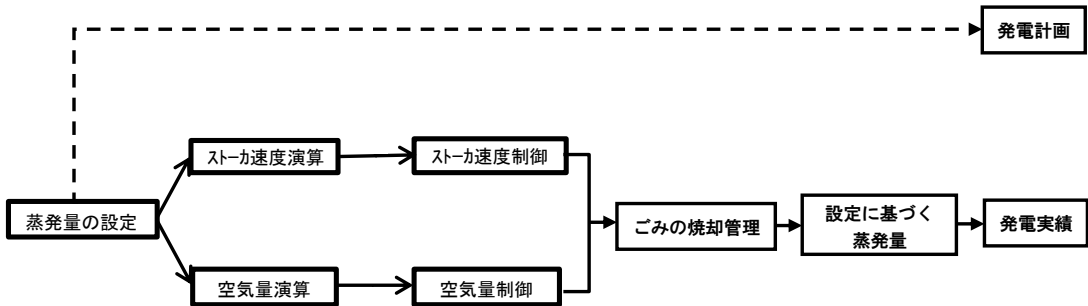 発電計画
ｽﾄｰｶ速度演算
ｽﾄｰｶ速度制御
蒸発量の設定
ごみの焼却管理
設定に基づく
蒸発量
発電実績
空気量演算
空気量制御